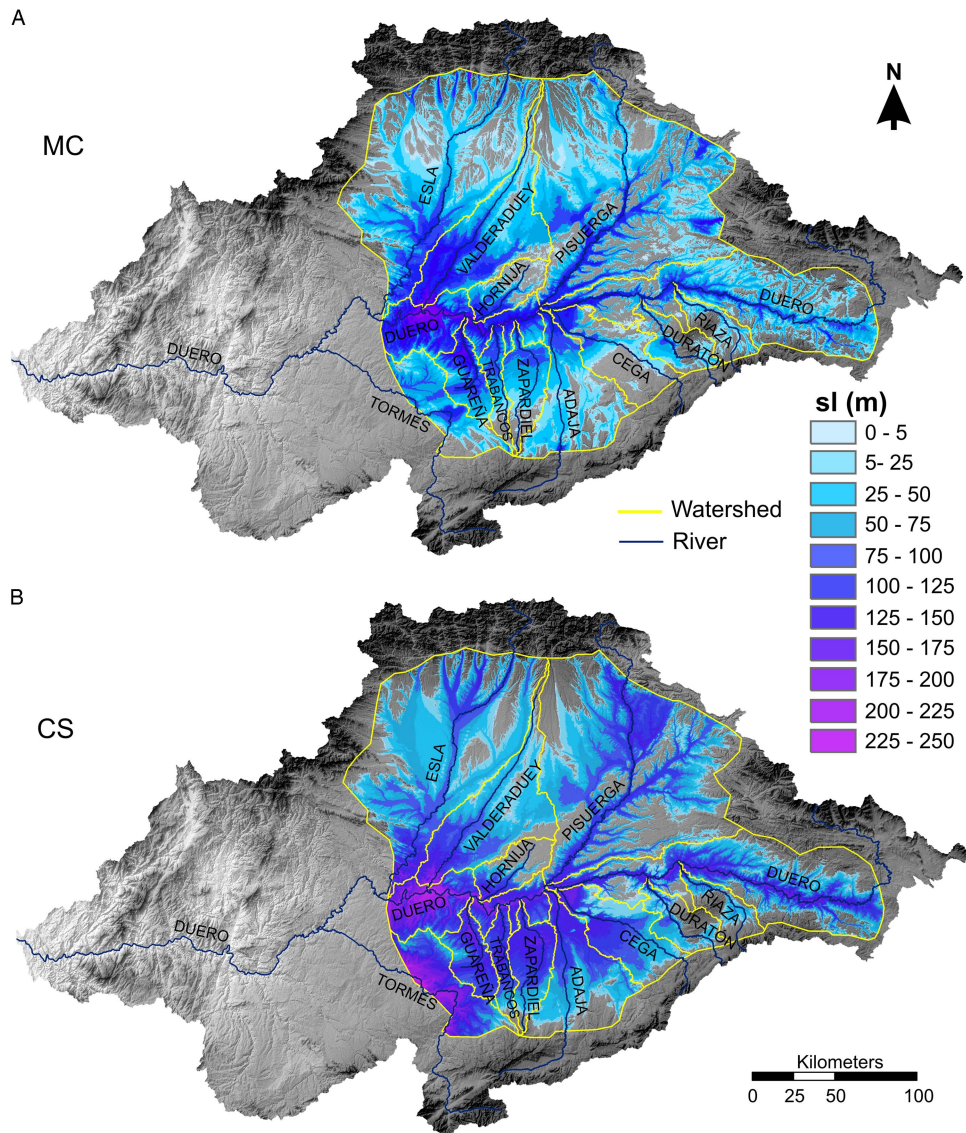 A
N
MC
ESLA
VALDERADUEY
PISUERGA
HORNIJA
DUERO
DUERO
RIAZA
DURATÓN
DUERO
GUAREÑA
TRABANCOS
ZAPARDIEL
ADAJA
CEGA
TORMES
sl (m)
0 - 5
5- 25
25 - 50
50 - 75
75 - 100
100 - 125
125 - 150
150 - 175
175 - 200
200 - 225
225 - 250
Watershed
River
B
CS
ESLA
VALDERADUEY
PISUERGA
HORNIJA
DUERO
DUERO
RIAZA
DURATÓN
DUERO
GUAREÑA
TRABANCOS
ZAPARDIEL
ADAJA
CEGA
TORMES
Kilometers
0 25 50 100